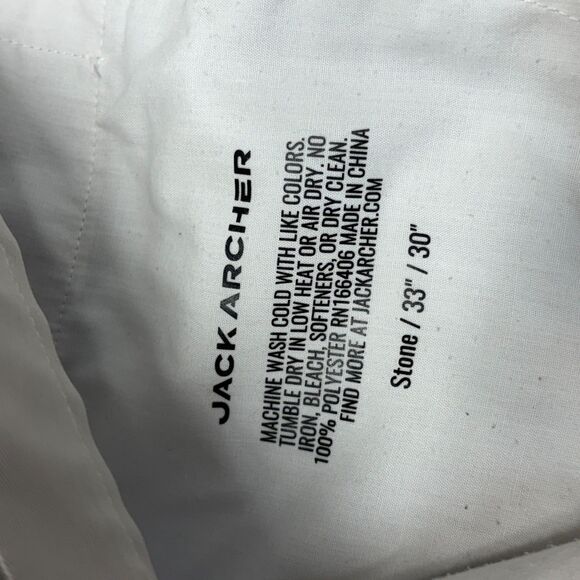 JACK ARCHER
MACHINE WASH COLD WITH LIKE COLORS.
TUMBLE DRY IN LOW HEAT OR AIR DRY. NO
IRON, BLEACH, SOFTENERS, OR DRY CLEAN.
100% POLYESTER RN166406 MADE IN CHINA
FIND MORE AT JACKARCHER.COM
Stone / 33" / 30"